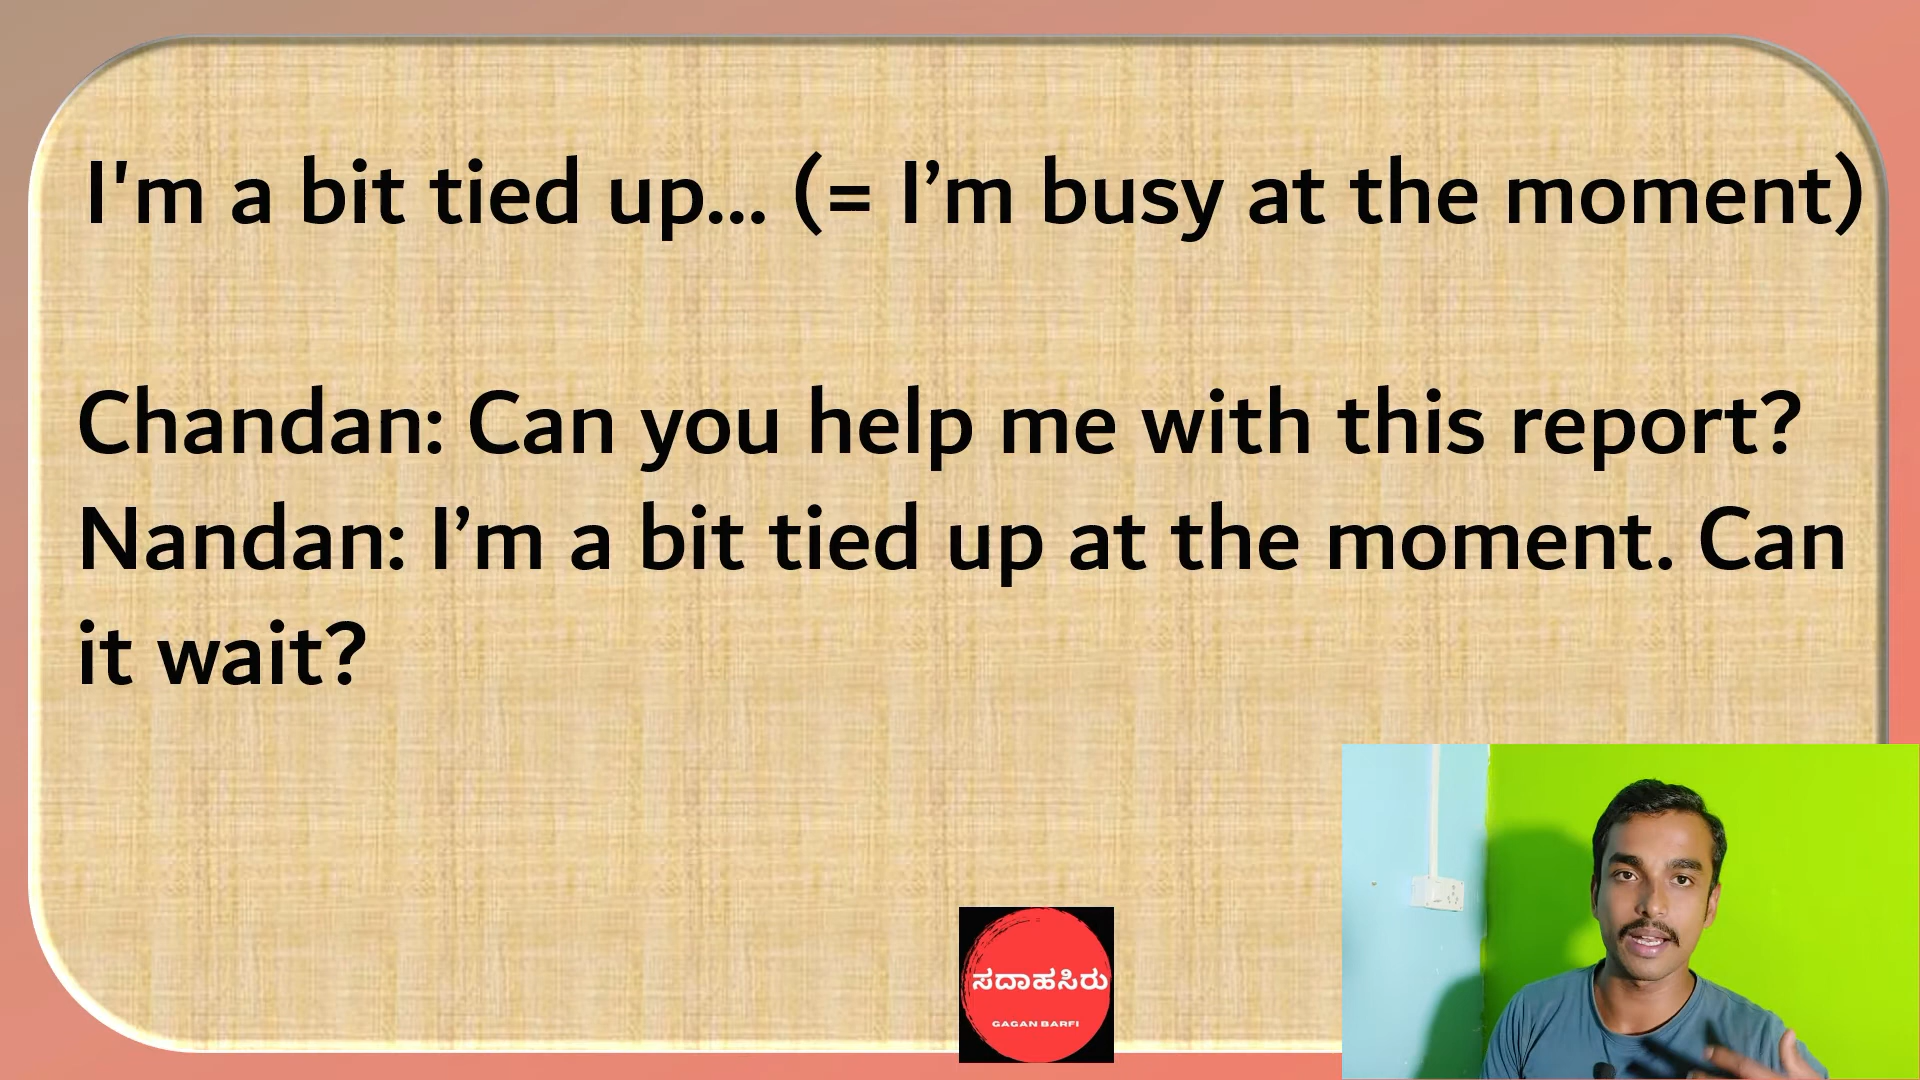 I'm a bit tied up... (= I’m busy at the moment)
Chandan: Can you help me with this report?
Nandan: I’m a bit tied up at the moment. Can
it wait?
ಸದಾಹಸಿರು
GAGAN BARFI